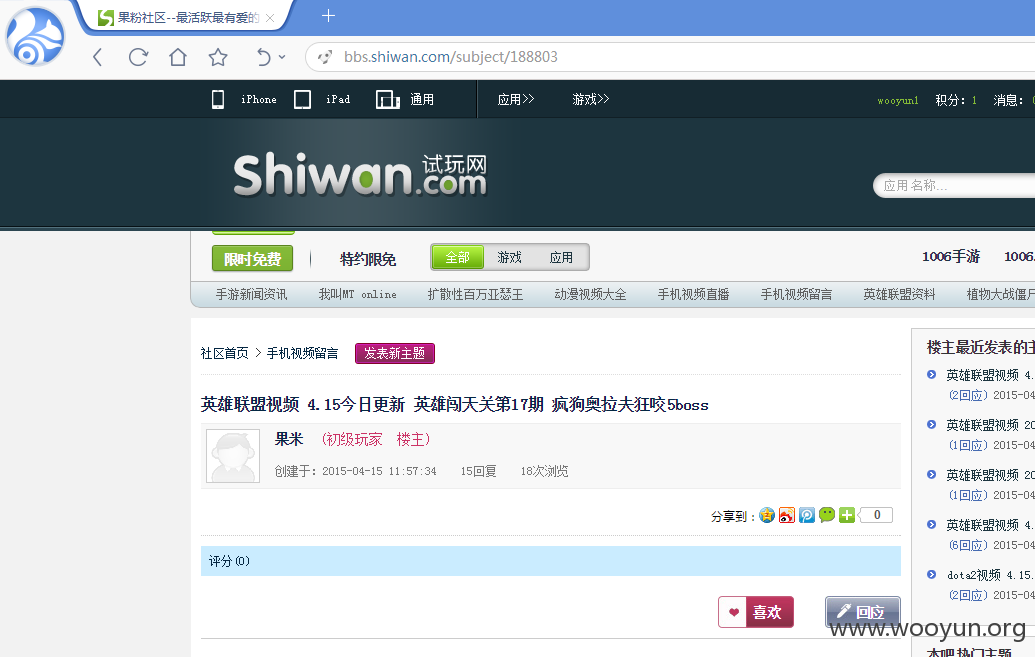 果粉社区--最活跃最有爱的
bbs.shiwan.com/subject/188803
iPhone iPad 通用 应用>> 游戏>> wooyun1 积分: 1 消息:
Shiwan.com 试玩网
应用名称...
限时免费 特约限免 全部 游戏 应用 1006手游 1006.
手游新闻资讯 我叫MT online 扩散性百万亚瑟王 动漫视频大全 手机视频直播 手机视频留言 英雄联盟资料 植物大战僵尸
社区首页 > 手机视频留言 发表新主题
英雄联盟视频 4.15今日更新 英雄闯天关第17期 疯狗奥拉夫狂咬5boss
果米 (初级玩家 楼主)
创建于: 2015-04-15 11:57:34 15回复 18次浏览
分享到: 0
评分(0)
喜欢 回应
楼主最近发表的主
英雄联盟视频 4.
(2回应) 2015-04
英雄联盟视频 20
(1回应) 2015-04
英雄联盟视频 20
(1回应) 2015-04
英雄联盟视频 4.
(6回应) 2015-04
dota2视频 4.15.
(2回应) 2015-04
www.wooyun.org
本吧热门主题